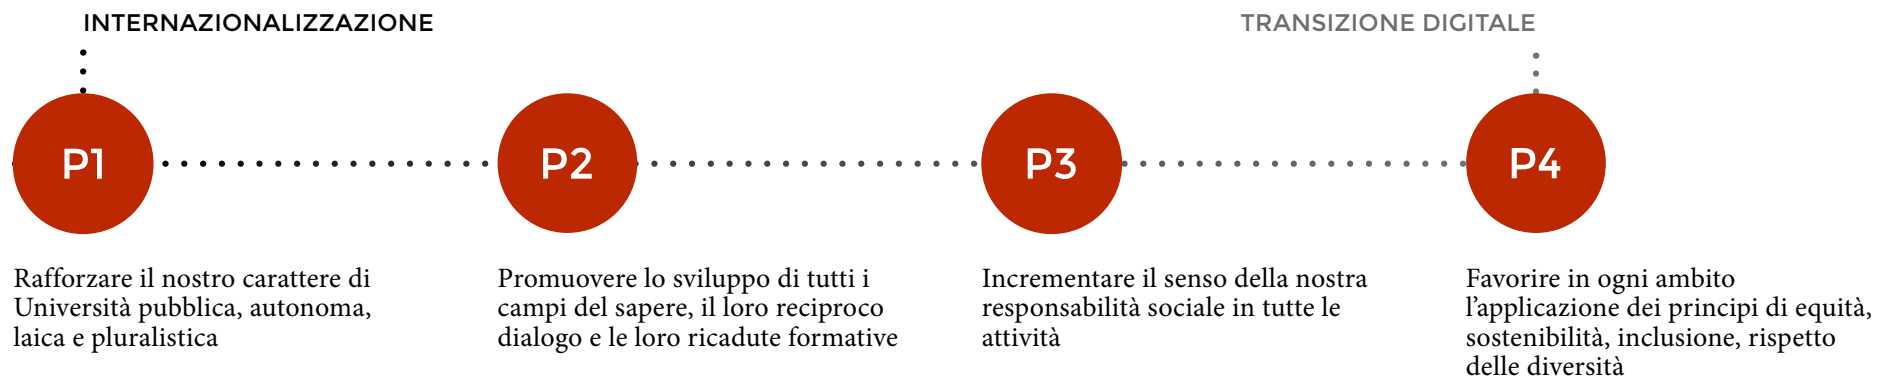 INTERNAZIONALIZZAZIONE
TRANSIZIONE DIGITALE
P1
P2
P3
P4
Rafforzare il nostro carattere di
Università pubblica, autonoma,
laica e pluralistica
Promuovere lo sviluppo di tutti i
campi del sapere, il loro reciproco
dialogo e le loro ricadute formative
Incrementare il senso della nostra
responsabilità sociale in tutte le
attività
Favorire in ogni ambito
l’applicazione dei principi di equità,
sostenibilità, inclusione, rispetto
delle diversità